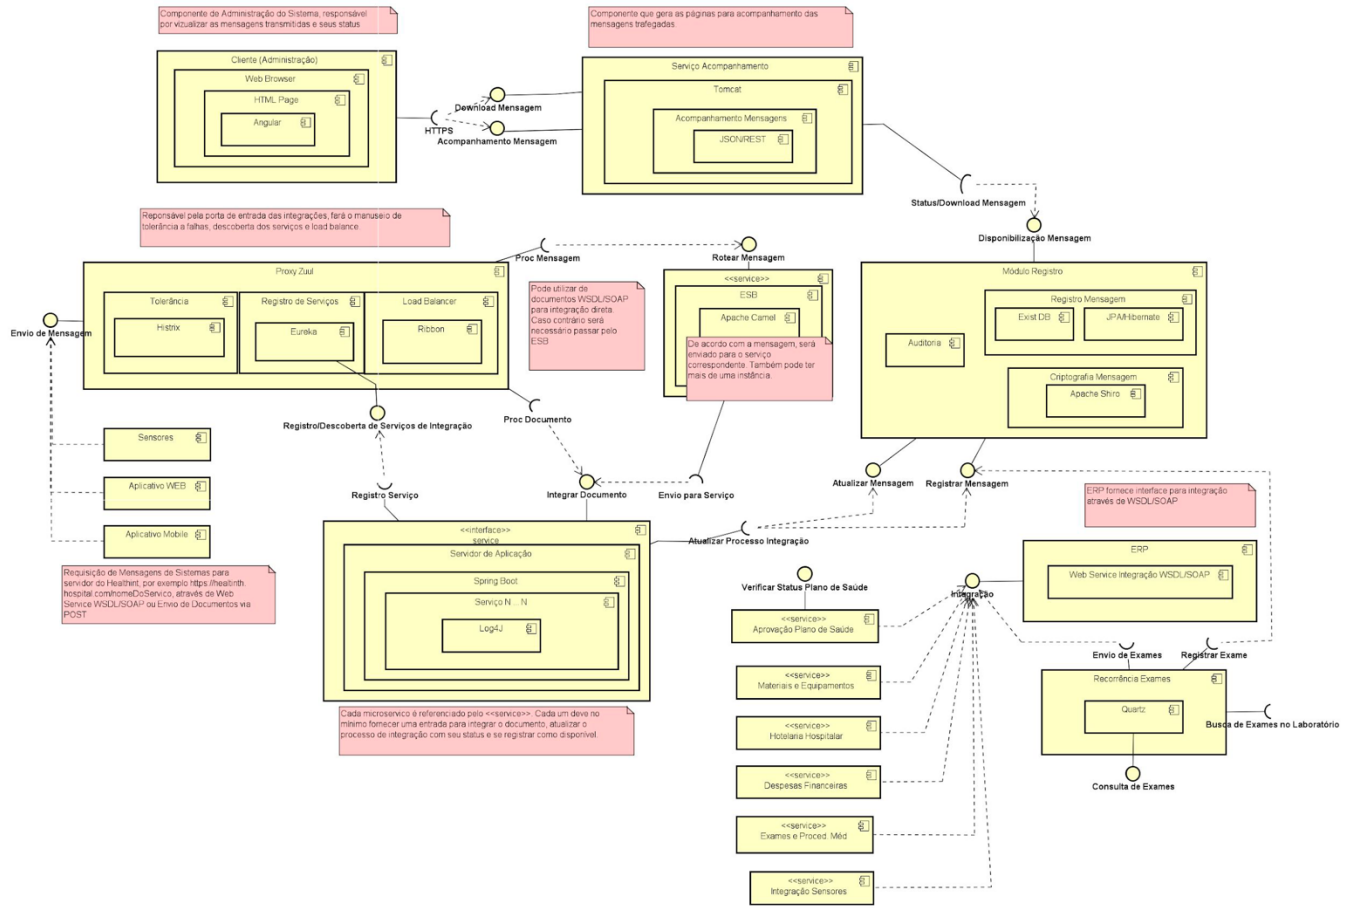 Componente de Administração do Sistema, responsável
por vizualizar as mensagens transmitidas e seus status
Componente que gera as páginas para acompanhamento das
mensagens trafegadas.
Cliente (Administração)
Web Browser
HTML Page
Angular
HTTPS
Download Mensagem
Acompanhamento Mensagem
Serviço Acompanhamento
Tomcat
Acompanhamento Mensagens
JSON/REST
Status/Download Mensagem
Disponibilização Mensagem
Reponsável pela porta de entrada das integrações, fará o manuseio de
tolerância a falhas, descoberta dos serviços e load balance.
Proc Mensagem
Rotear Mensagem
Proxy Zuul
Tolerância
Histrix
Registro de Serviços
Eureka
Load Balancer
Ribbon
Envio de Mensagem
Pode utilizar de
documentos WSDL/SOAP
para integração direta.
Caso contrário será
necessário passar pelo
ESB
<<service>>
ESB
Apache Camel
De acordo com a mensagem, será
enviado para o serviço
correspondente. Também pode ter
mais de uma instância.
Módulo Registro
Registro Mensagem
Exist DB
JPA/Hibernate
Auditoria
Criptografia Mensagem
Apache Shiro
Registro/Descoberta de Serviços de Integração
Proc Documento
Sensores
Aplicativo WEB
Aplicativo Mobile
Registro Serviço
Integrar Documento
Envio para Serviço
Atualizar Mensagem
Registrar Mensagem
Requisição de Mensagens de Sistemas para
servidor do Healthint, por exemplo https://healtinth.
hospital.com/nomeDoServico, através de Web
Service WSDL/SOAP ou Envio de Documentos via
POST
<<interface>>
service
Servidor de Aplicação
Spring Boot
Serviço N ... N
Log4J
Atualizar Processo Integração
Cada microservico é referenciado pelo <<service>>. Cada um deve no
mínimo fornecer uma entrada para integrar o documento, atualizar o
processo de integração com seu status e se registrar como disponível.
ERP fornece interface para integração
através de WSDL/SOAP
ERP
Web Service Integração WSDL/SOAP
Verificar Status Plano de Saúde
Integração
<<service>>
Aprovação Plano de Saúde
<<service>>
Materiais e Equipamentos
<<service>>
Hotelaria Hospitalar
<<service>>
Despesas Financeiras
<<service>>
Exames e Proced. Méd
<<service>>
Integração Sensores
Envio de Exames
Registrar Exame
Recorrência Exames
Quartz
Busca de Exames no Laboratório
Consulta de Exames